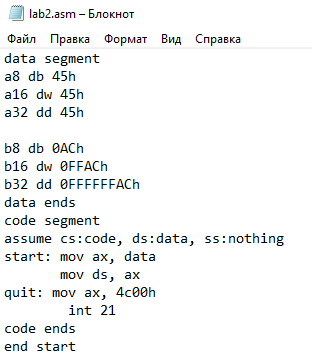 lab2.asm – Блокнот
Файл Правка Формат Вид Справка
data segment
a8 db 45h
a16 dw 45h
a32 dd 45h
b8 db 0ACh
b16 dw 0FFACh
b32 dd 0FFFFFFACh
data ends
code segment
assume cs:code, ds:data, ss:nothing
start: mov ax, data
mov ds, ax
quit: mov ax, 4c00h
int 21
code ends
end start